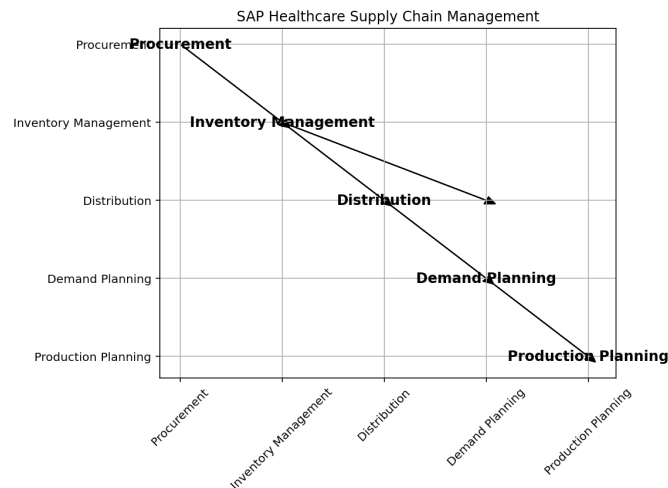 SAP Healthcare Supply Chain Management
Procurement
Procurement
Inventory Management
Inventory Management
Distribution
Distribution
Demand Planning
Demand Planning
Production Planning
Production Planning
Procurement
Inventory Management
Distribution
Demand Planning
Production Planning